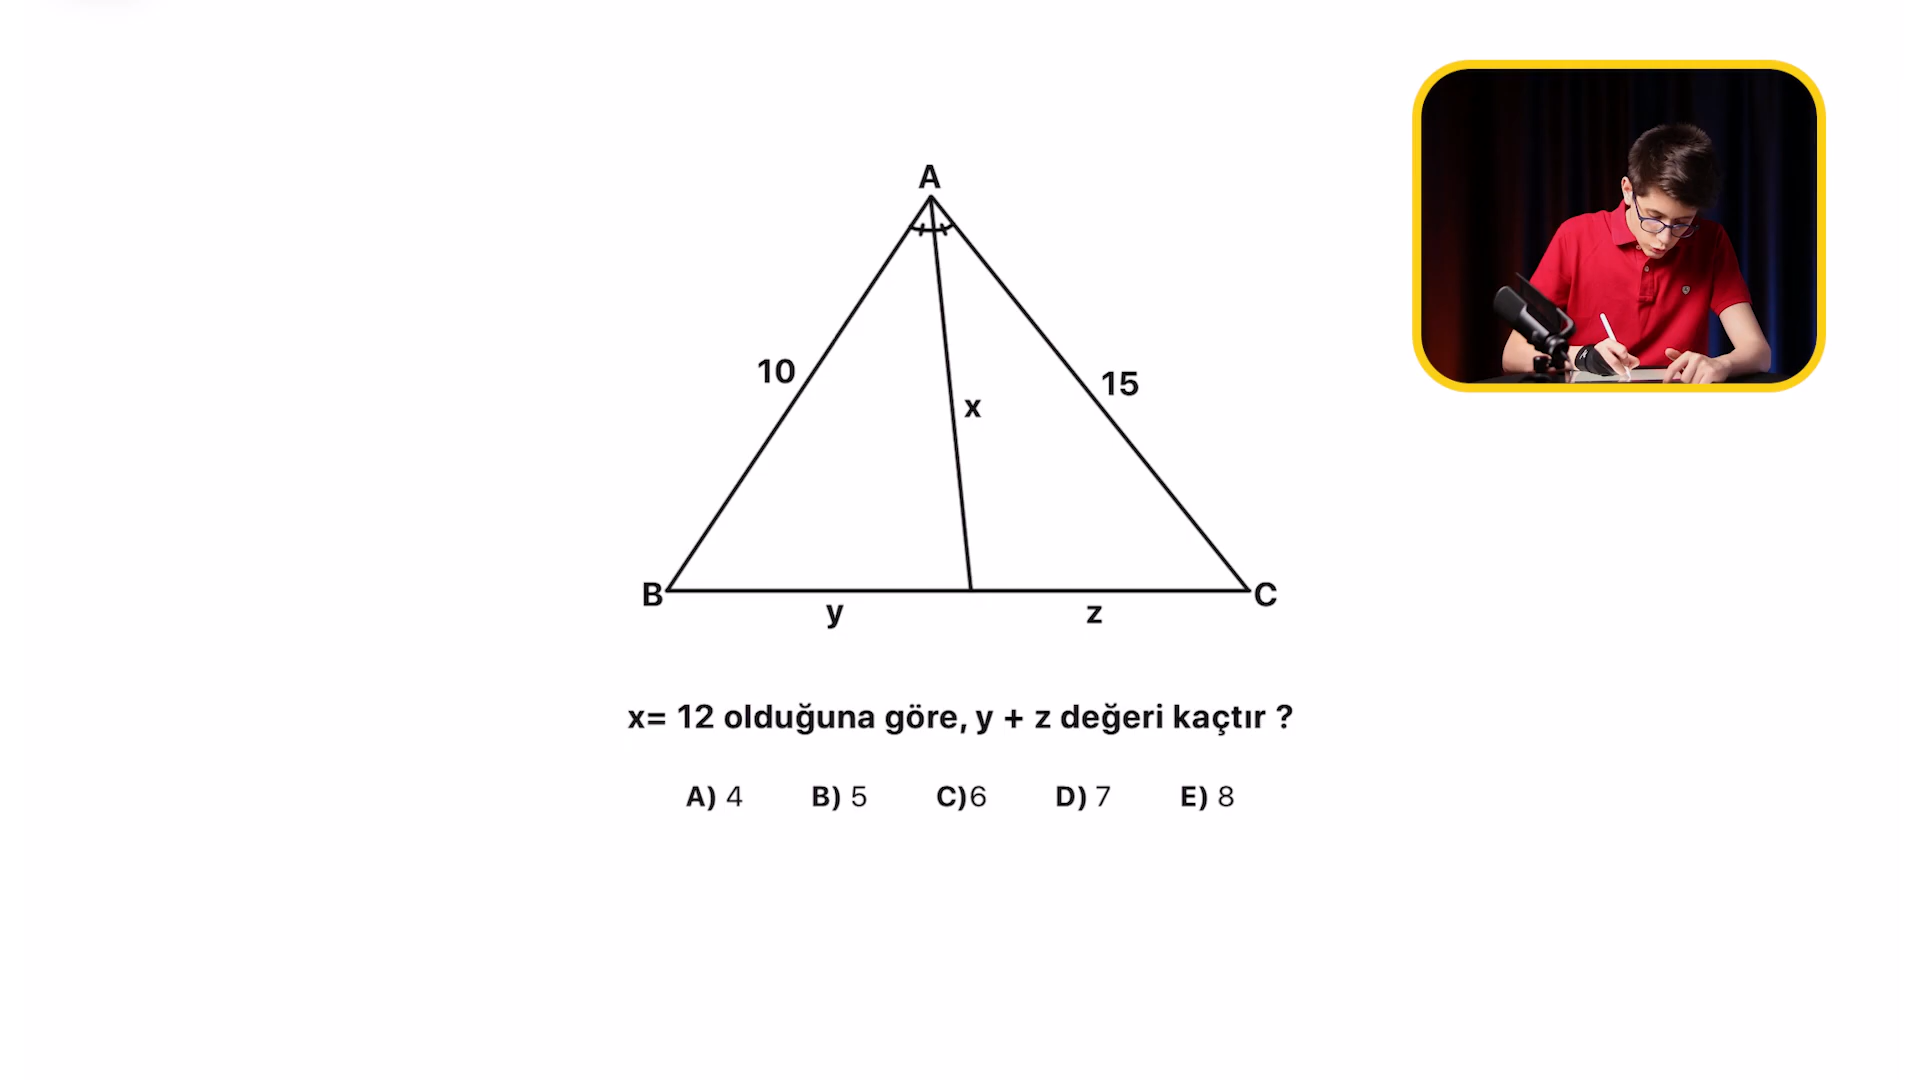 A
10
15
x
B
C
y
z
x= 12 olduğuna göre, y + z değeri kaçtır ?
A) 4 B) 5 C)6 D) 7 E) 8